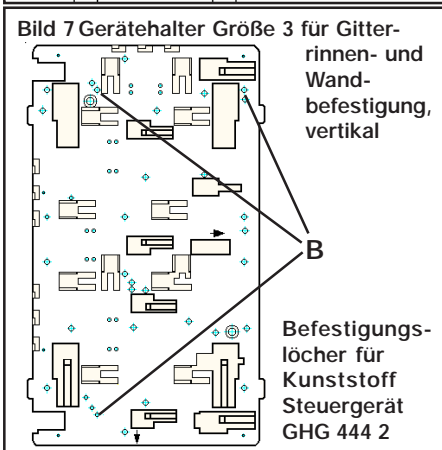 Bild 7 Gerätehalter Größe 3 für Gitter-
rinnen- und
Wand-
befestigung,
vertikal
B
Befestigungs-
löcher für
Kunststoff
Steuergerät
GHG 444 2